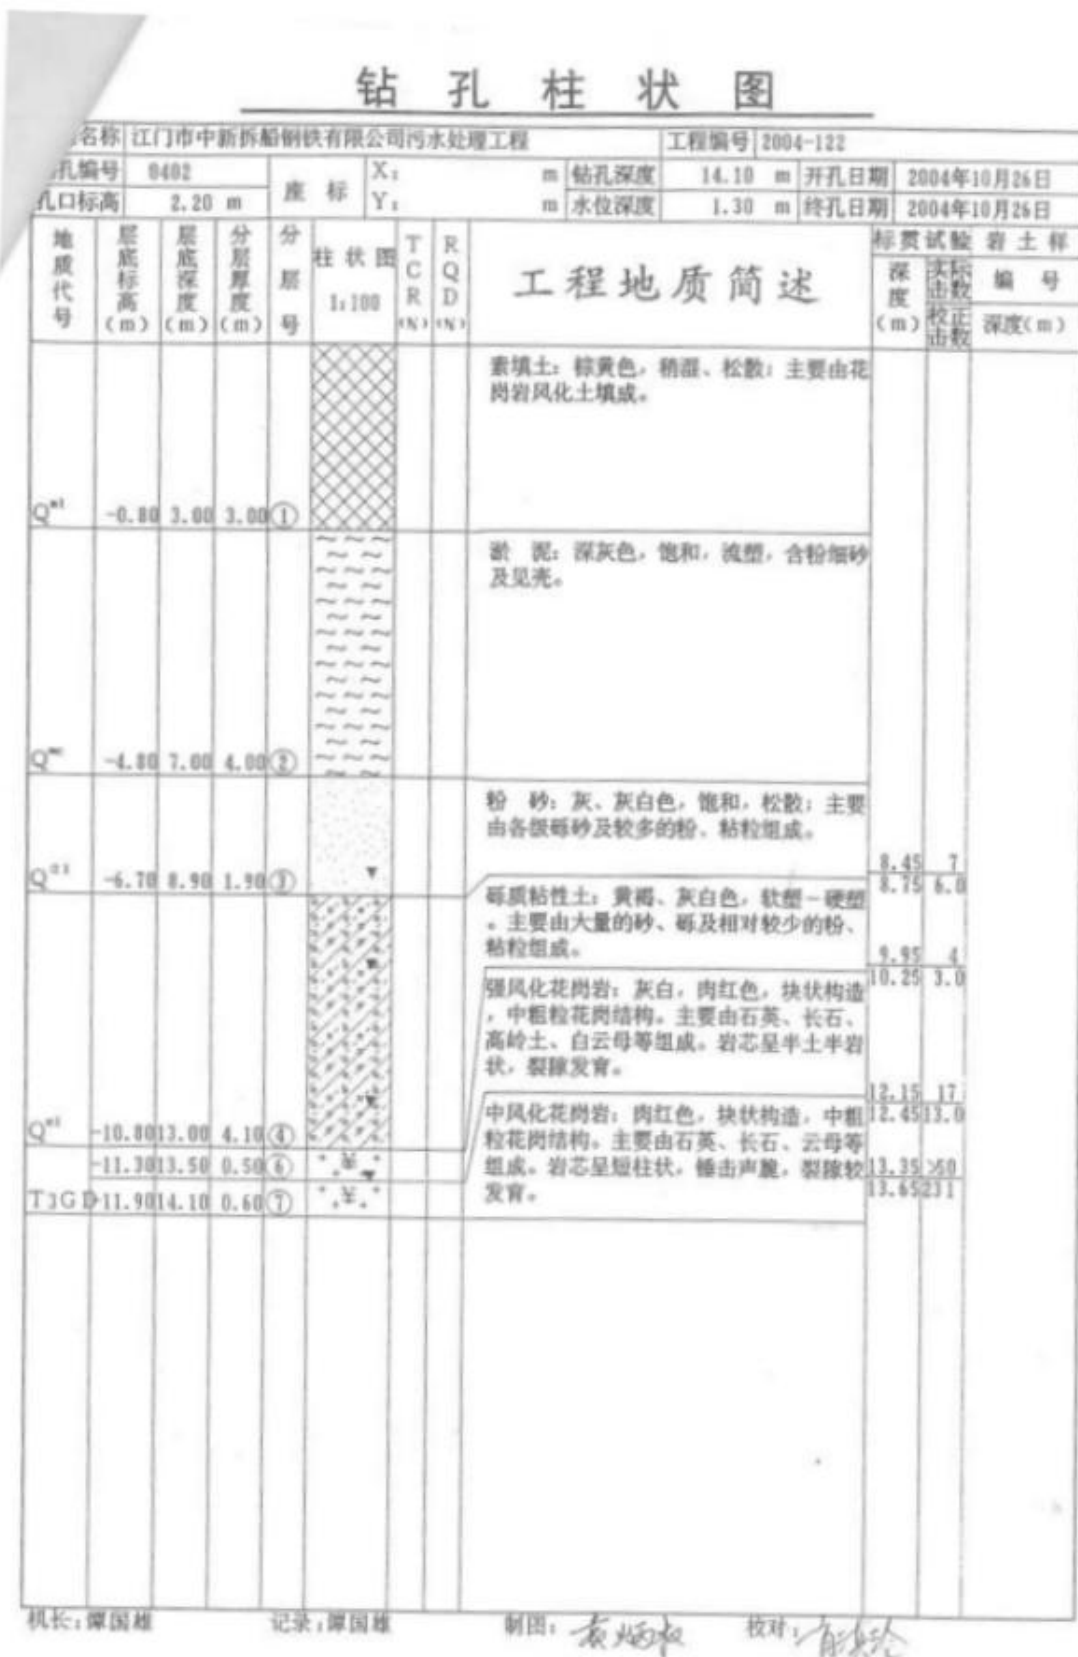 钻孔柱状图
名称 江门市中新拆船钢铁有限公司污水处理工程 工程编号 2004-122
孔编号 0402 座标 X: m 钻孔深度 14.10 m 开孔日期 2004年10月26日
孔口标高 2.20 m Y: m 水位深度 1.30 m 终孔日期 2004年10月26日
地质代号 层底标高(m) 层底深度(m) 分层厚度(m) 分层号 柱状图 1:100 TCR(%) RQD(%) 工程地质简述 标贯试验 岩土样
深度(m) 实际击数 校正击数 编号 深度(m)
素填土：棕黄色，稍湿、松散；主要由花
岗岩风化土填成。
Q^ml -0.80 3.00 3.00 ①
淤 泥：深灰色，饱和，流塑，含粉细砂
及见壳。
Q^mc -4.80 7.00 4.00 ②
粉 砂：灰、灰白色，饱和，松散；主要
由各级砾砂及较多的粉、粘粒组成。
8.45 7
8.75 6.0
-6.70 8.90 1.90 ③
砾质粘性土：黄褐、灰白色，软塑－硬塑
。主要由大量的砂、砾及相对较少的粉、
粘粒组成。
9.95 4
10.25 3.0
强风化花岗岩：灰白，肉红色，块状构造
，中粗粒花岗结构。主要由石英、长石、
高岭土、白云母等组成。岩芯呈半土半岩
状，裂隙发育。
12.15 17
12.45 13.0
中风化花岗岩：肉红色，块状构造，中粗
粒花岗结构。主要由石英、长石、云母等
组成。岩芯呈短柱状，锤击声脆，裂隙较
发育。
Q^el -10.80 13.00 4.10 ④
-11.30 13.50 0.50 ⑥
13.35 >50
13.65 231
-11.90 14.10 0.60 ⑦
机长：谭国雄 记录：谭国雄 制图： 校对：